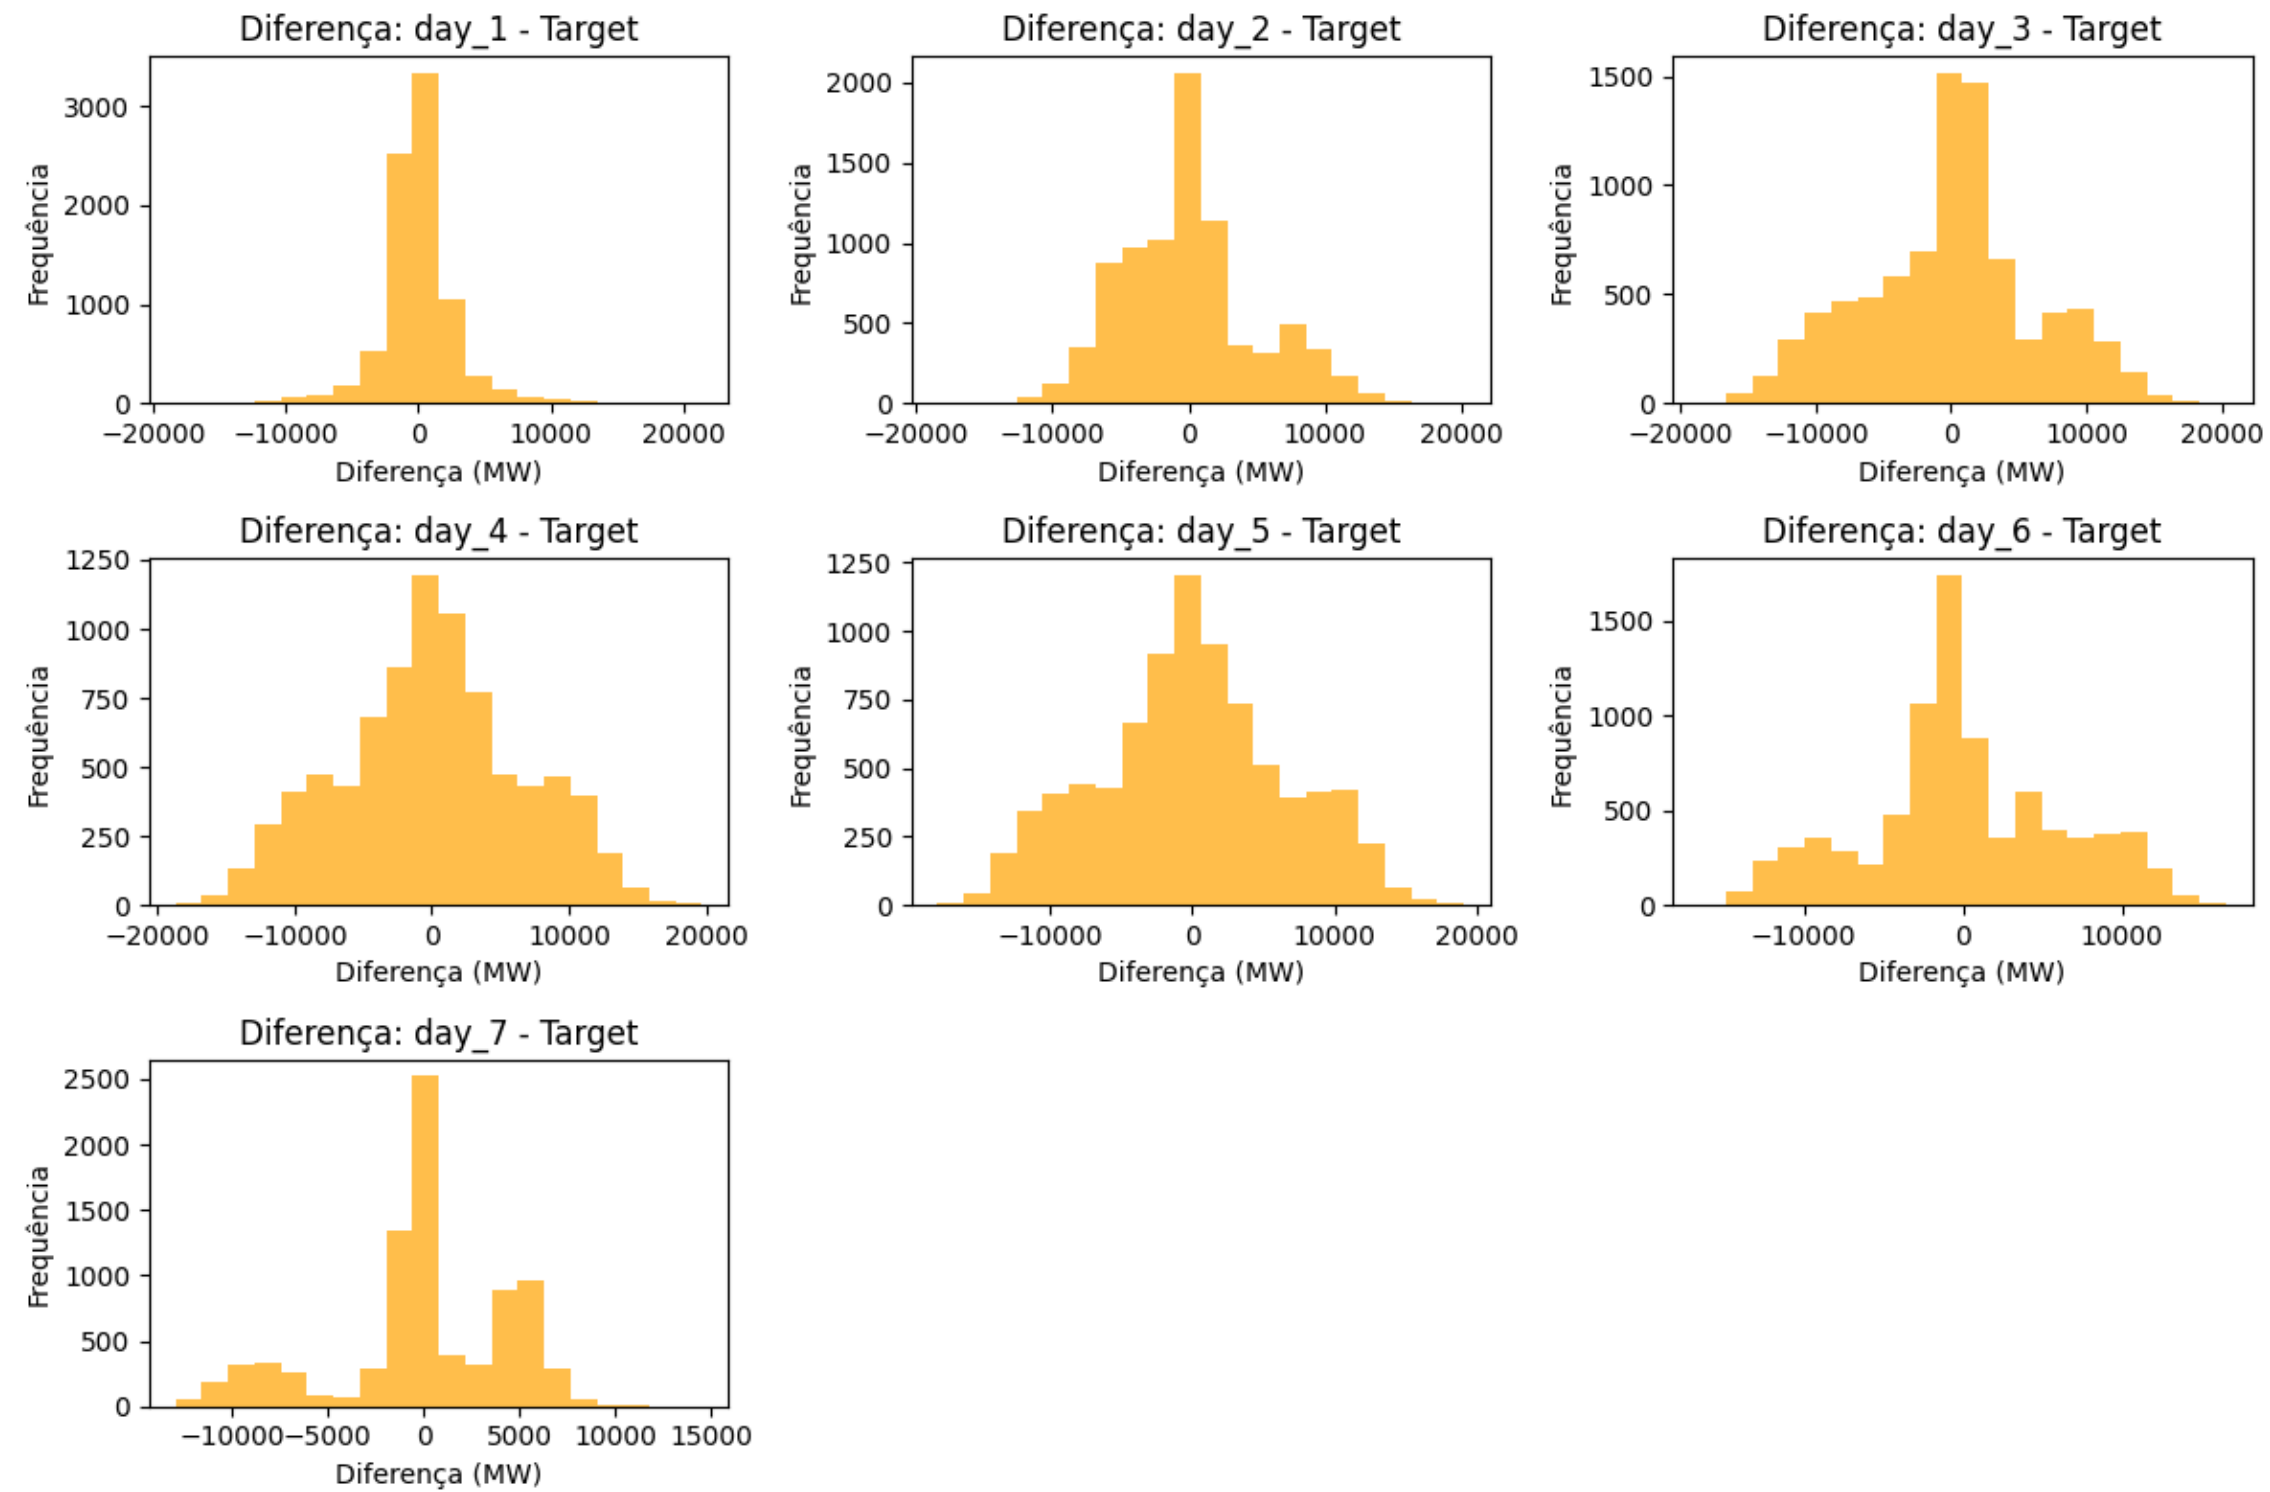 Diferença: day_1 - Target
Frequência
3000
2000
1000
0
−20000 −10000 0 10000 20000
Diferença (MW)
Diferença: day_2 - Target
Frequência
2000
1500
1000
500
0
−20000 −10000 0 10000 20000
Diferença (MW)
Diferença: day_3 - Target
Frequência
1500
1000
500
0
−20000 −10000 0 10000 20000
Diferença (MW)
Diferença: day_4 - Target
Frequência
1250
1000
750
500
250
0
−20000 −10000 0 10000 20000
Diferença (MW)
Diferença: day_5 - Target
Frequência
1250
1000
750
500
250
0
−10000 0 10000 20000
Diferença (MW)
Diferença: day_6 - Target
Frequência
1500
1000
500
0
−10000 0 10000
Diferença (MW)
Diferença: day_7 - Target
Frequência
2500
2000
1500
1000
500
0
−10000 −5000 0 5000 10000 15000
Diferença (MW)